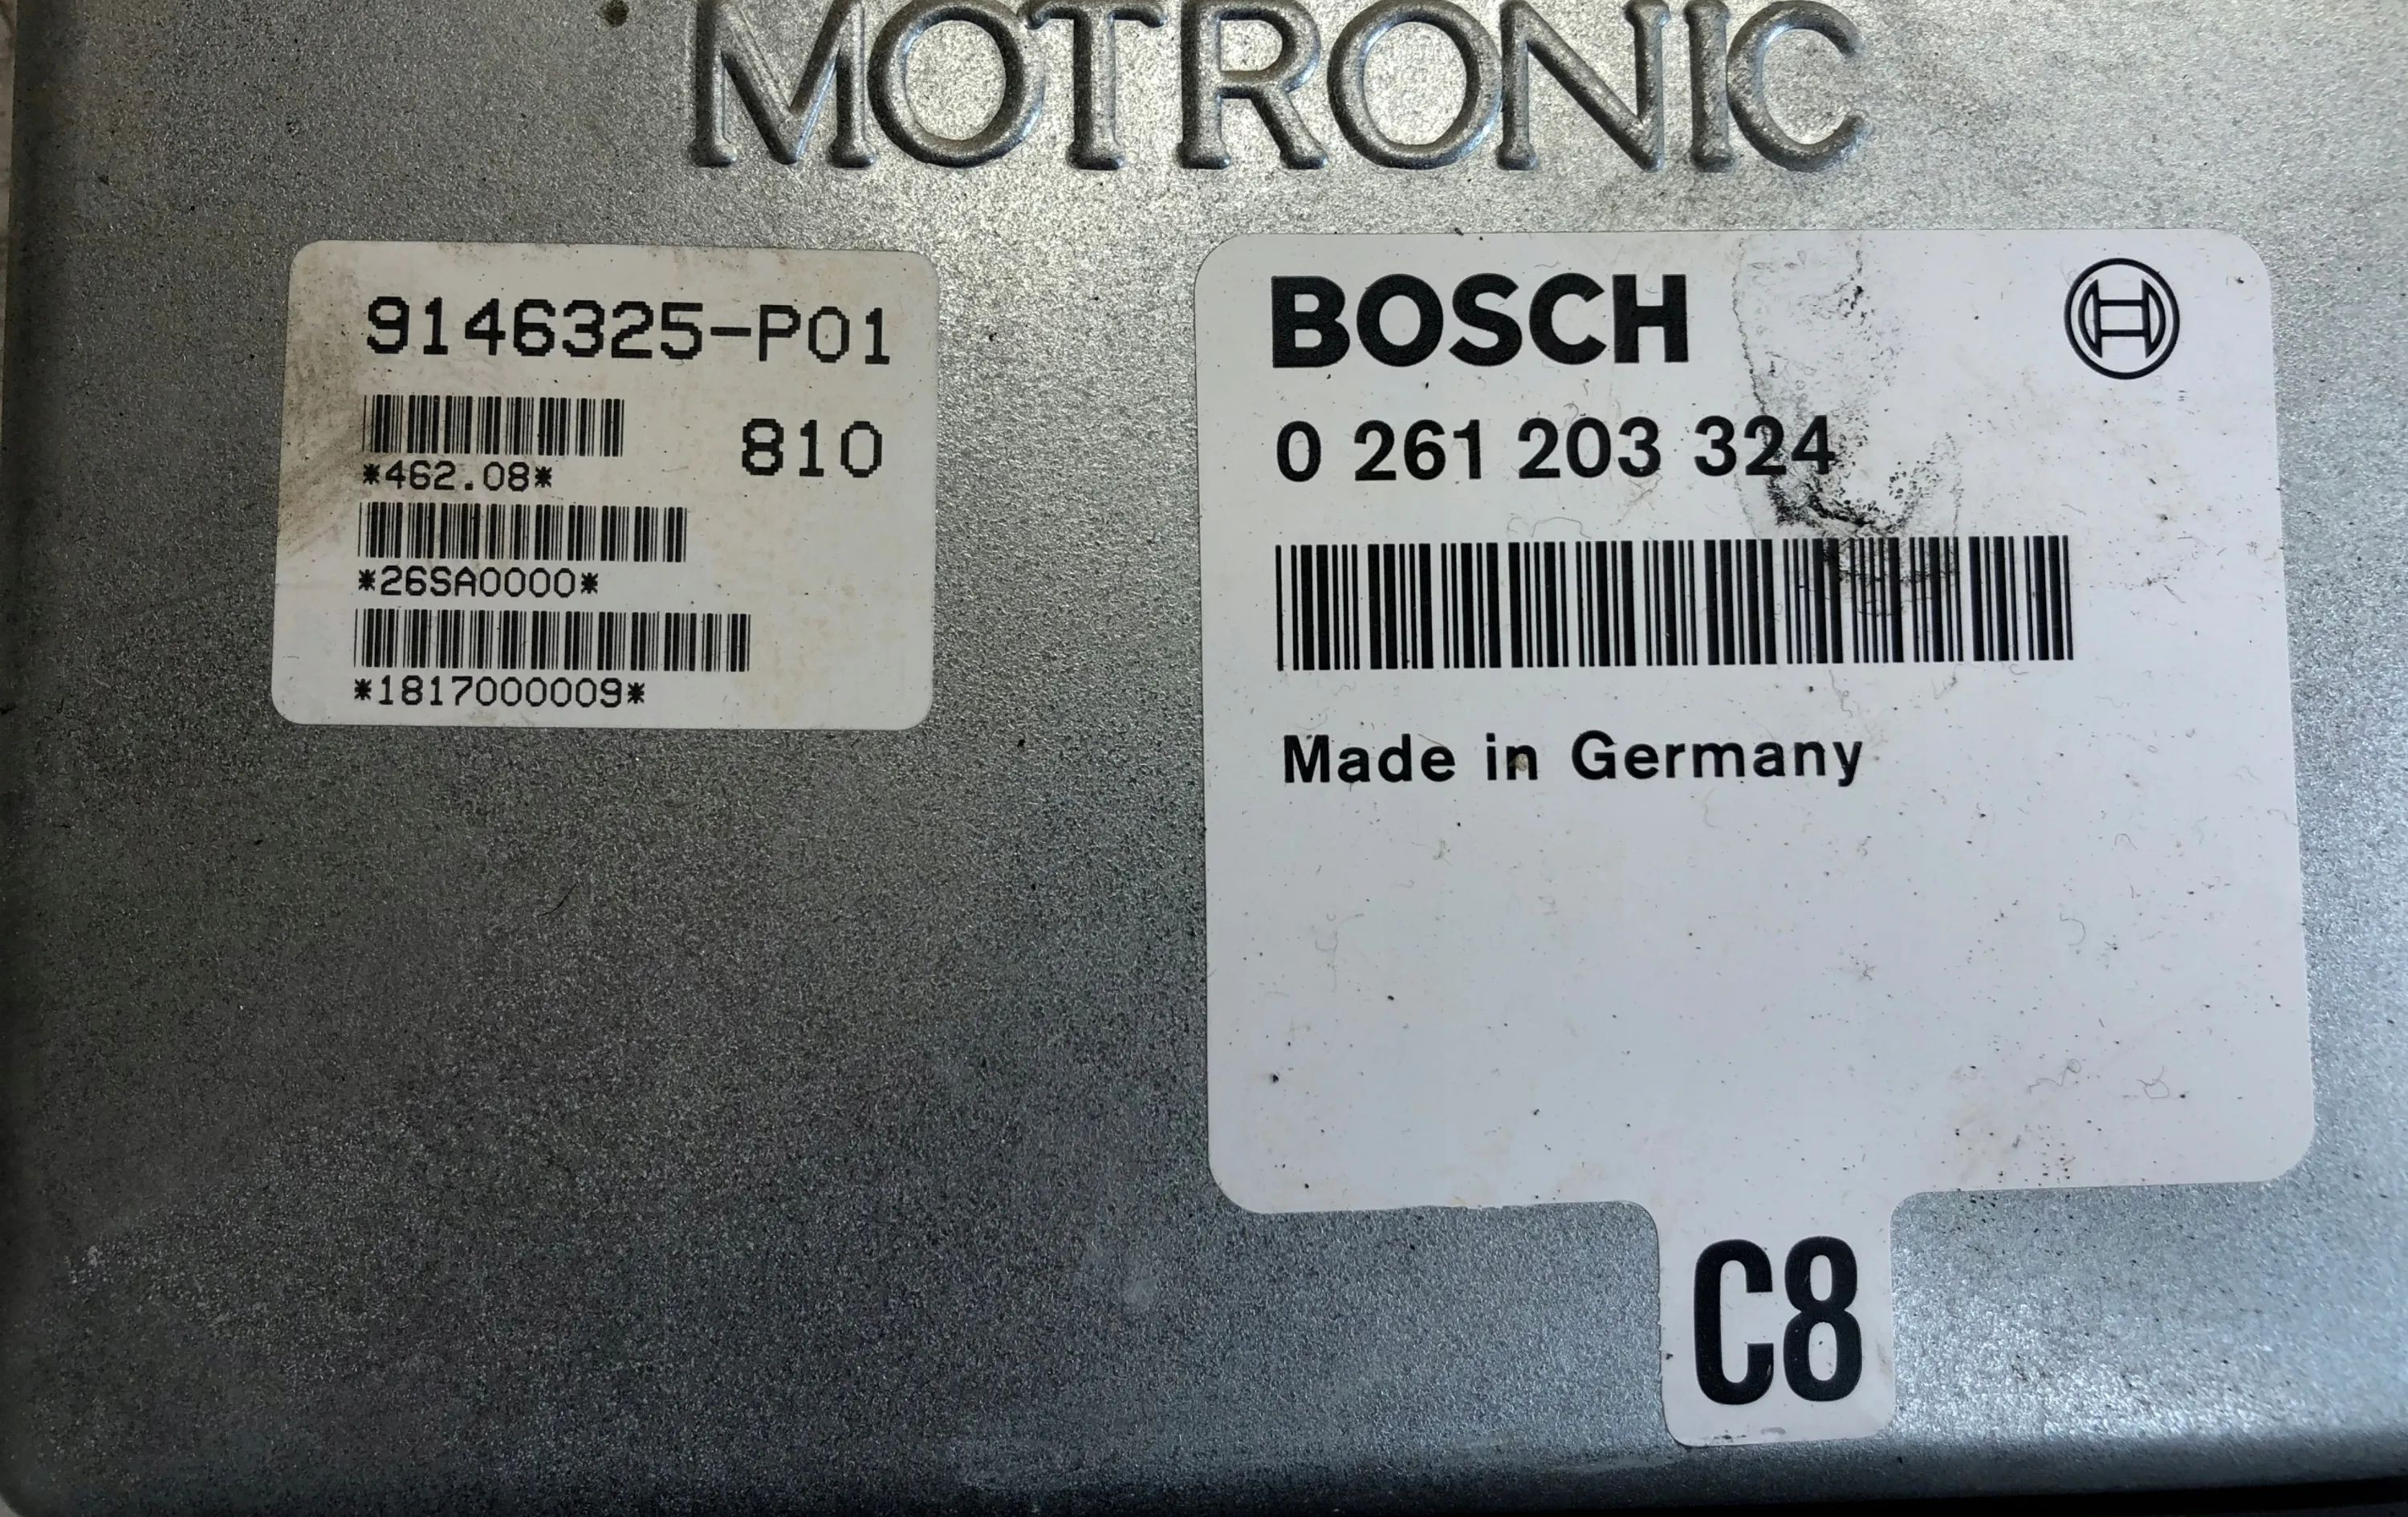 MOTRONIC
9146325-P01
810
*462.08*
*26SA0000*
*1817000009*
BOSCH
0 261 203 324
Made in Germany
C8